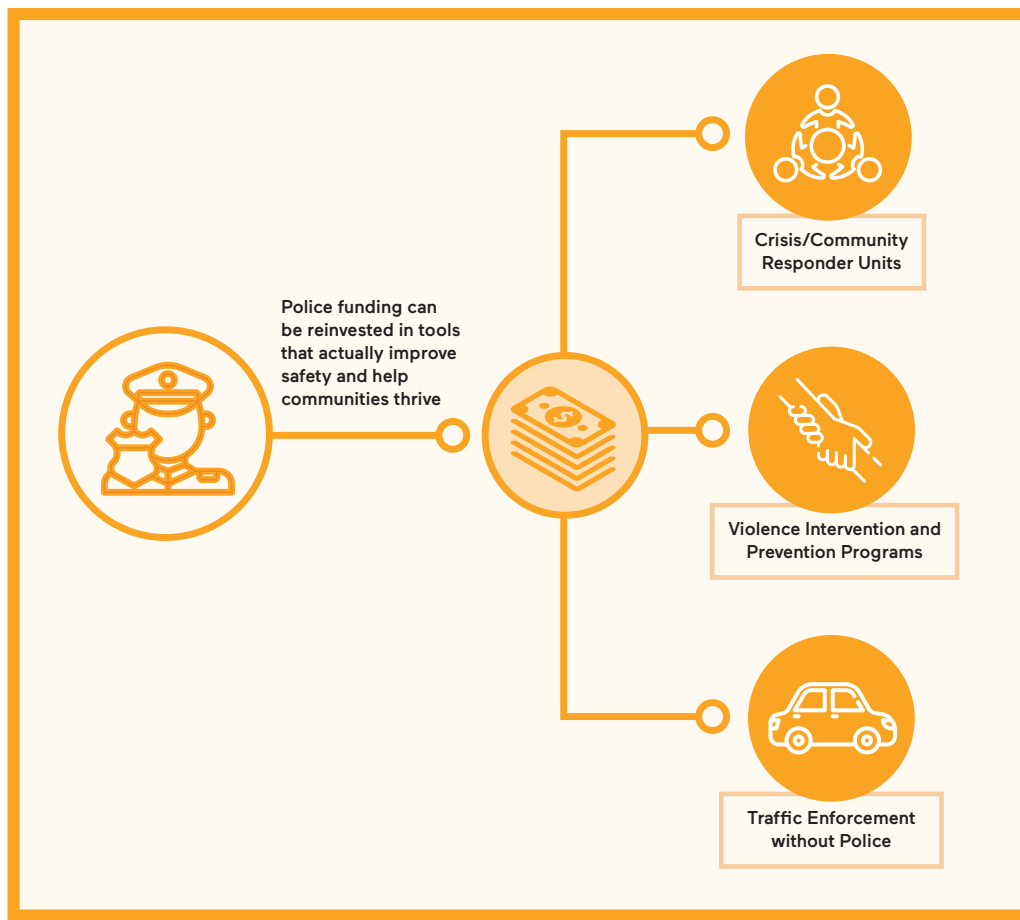 Police funding can
be reinvested in tools
that actually improve
safety and help
communities thrive
$
Crisis/Community
Responder Units
Violence Intervention and
Prevention Programs
Traffic Enforcement
without Police